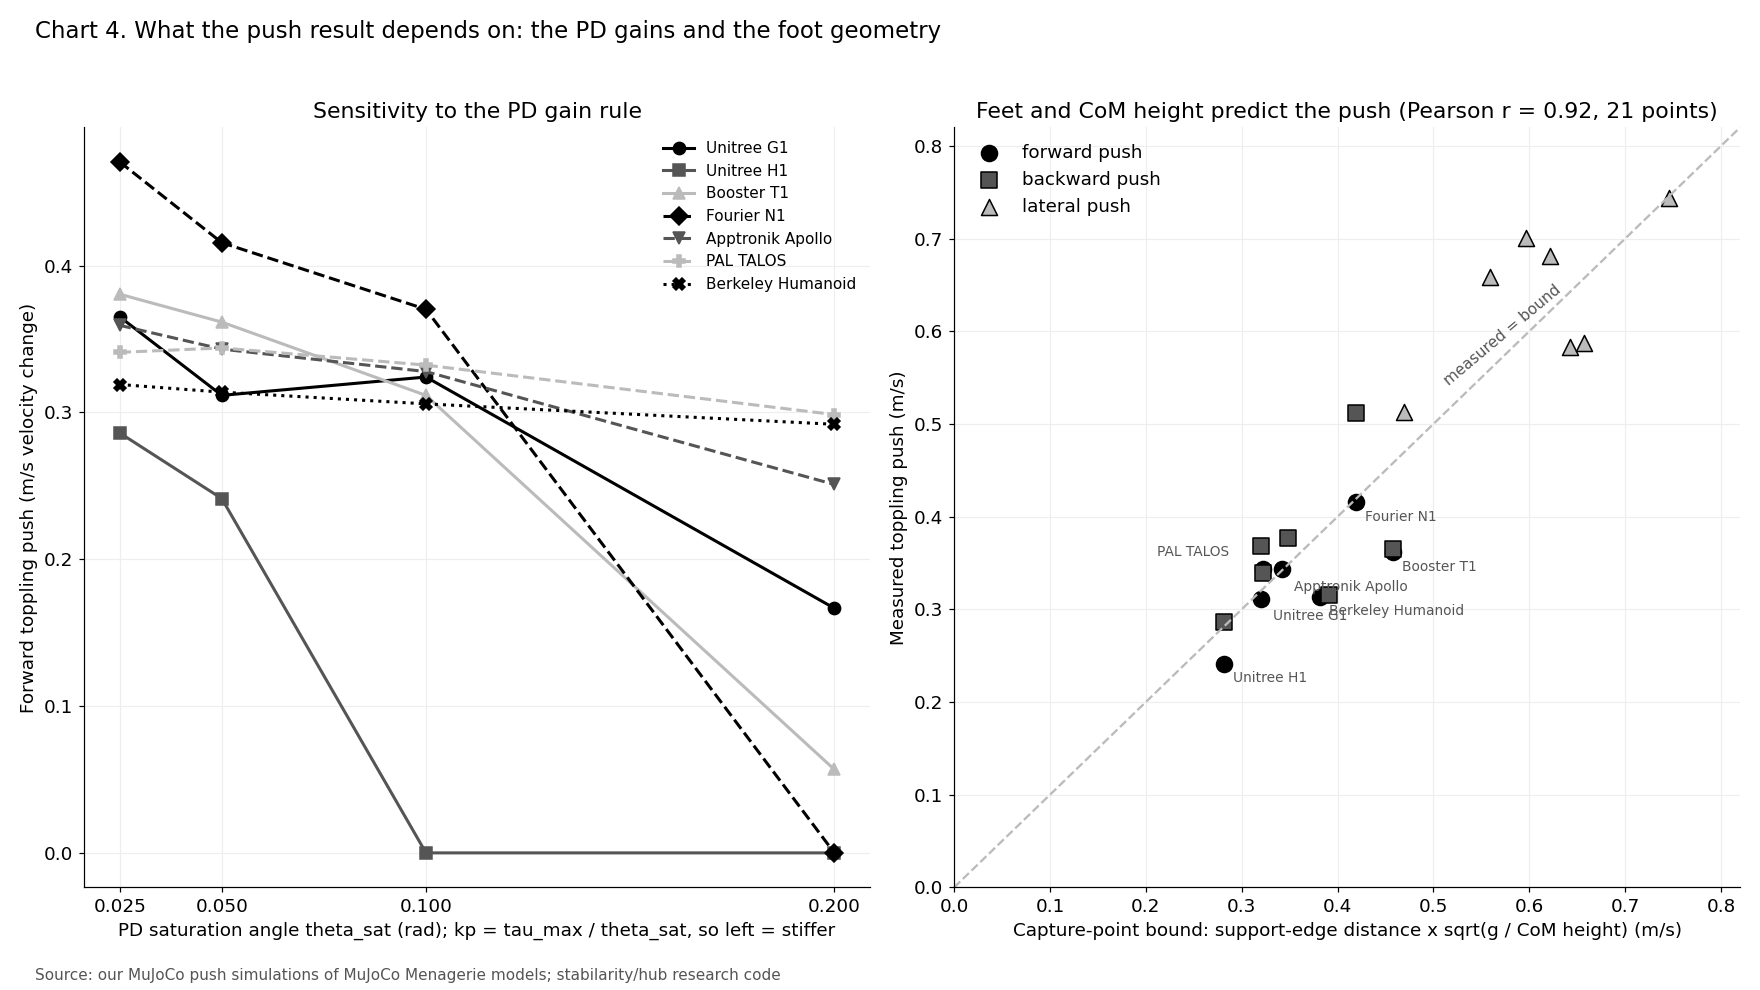 Chart 4. What the push result depends on: the PD gains and the foot geometry
Sensitivity to the PD gain rule
Forward toppling push (m/s velocity change)
0.4
0.3
0.2
0.1
0.0
Unitree G1
Unitree H1
Booster T1
Fourier N1
Apptronik Apollo
PAL TALOS
Berkeley Humanoid
0.025
0.050
0.100
0.200
PD saturation angle theta_sat (rad); kp = tau_max / theta_sat, so left = stiffer
Feet and CoM height predict the push (Pearson r = 0.92, 21 points)
Measured toppling push (m/s)
0.8
0.7
0.6
0.5
0.4
0.3
0.2
0.1
0.0
forward push
backward push
lateral push
measured = bound
Fourier N1
PAL TALOS
Booster T1
Apptronik Apollo
Berkeley Humanoid
Unitree G1
Unitree H1
0.0
0.1
0.2
0.3
0.4
0.5
0.6
0.7
0.8
Capture-point bound: support-edge distance x sqrt(g / CoM height) (m/s)
Source: our MuJoCo push simulations of MuJoCo Menagerie models; stabilarity/hub research code